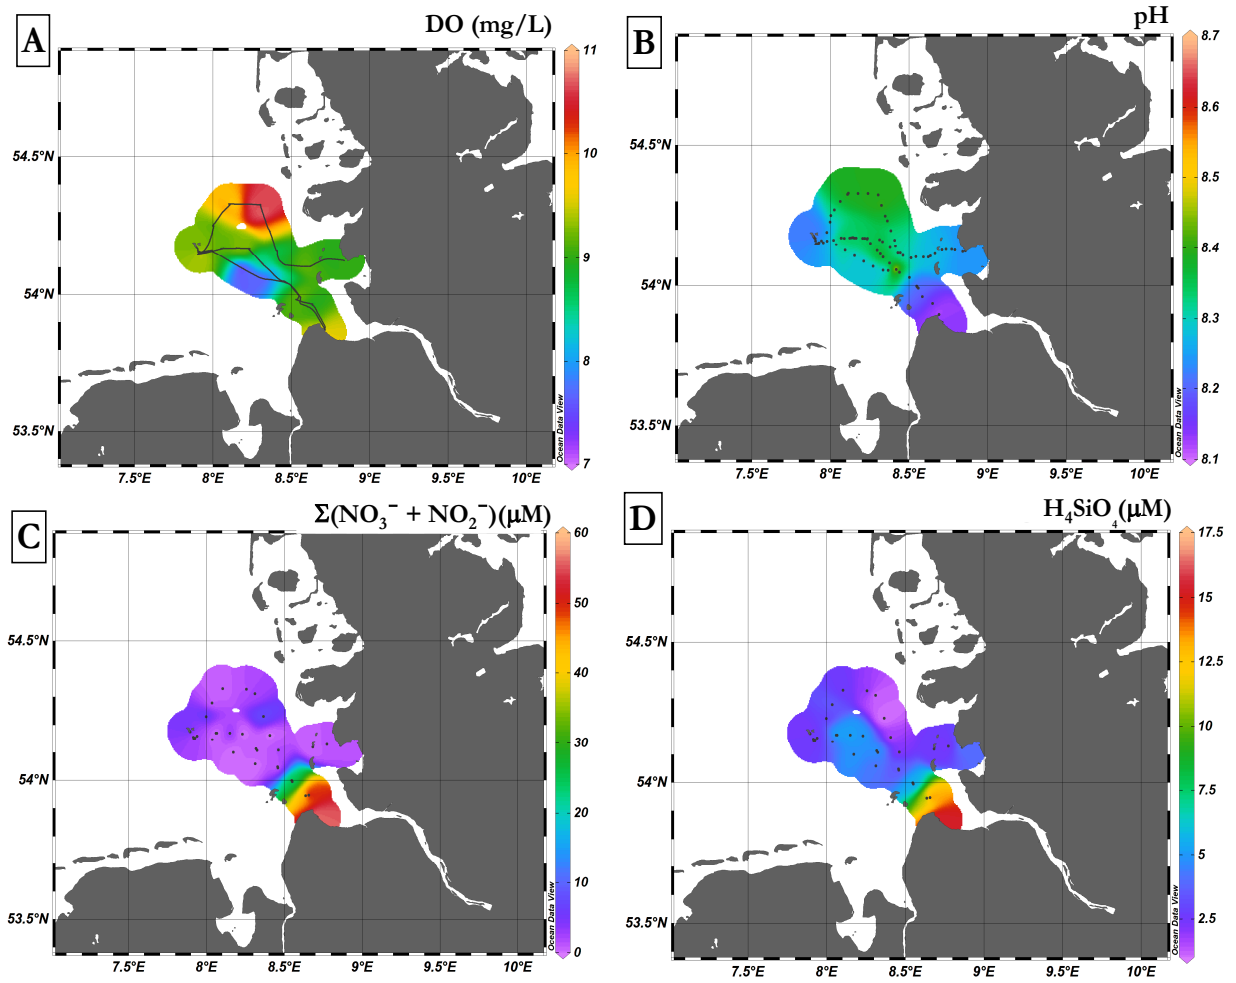 A
DO (mg/L)
11
10
9
8
7
54.5°N
54°N
53.5°N
7.5°E 8°E 8.5°E 9°E 9.5°E 10°E
Ocean Data View
B
pH
8.7
8.6
8.5
8.4
8.3
8.2
8.1
54.5°N
54°N
53.5°N
7.5°E 8°E 8.5°E 9°E 9.5°E 10°E
Ocean Data View
C
Σ(NO₃⁻ + NO₂⁻)(μM)
60
50
40
30
20
10
0
54.5°N
54°N
53.5°N
7.5°E 8°E 8.5°E 9°E 9.5°E 10°E
Ocean Data View
D
H₄SiO₄(μM)
17.5
15
12.5
10
7.5
5
2.5
54.5°N
54°N
53.5°N
7.5°E 8°E 8.5°E 9°E 9.5°E 10°E
Ocean Data View